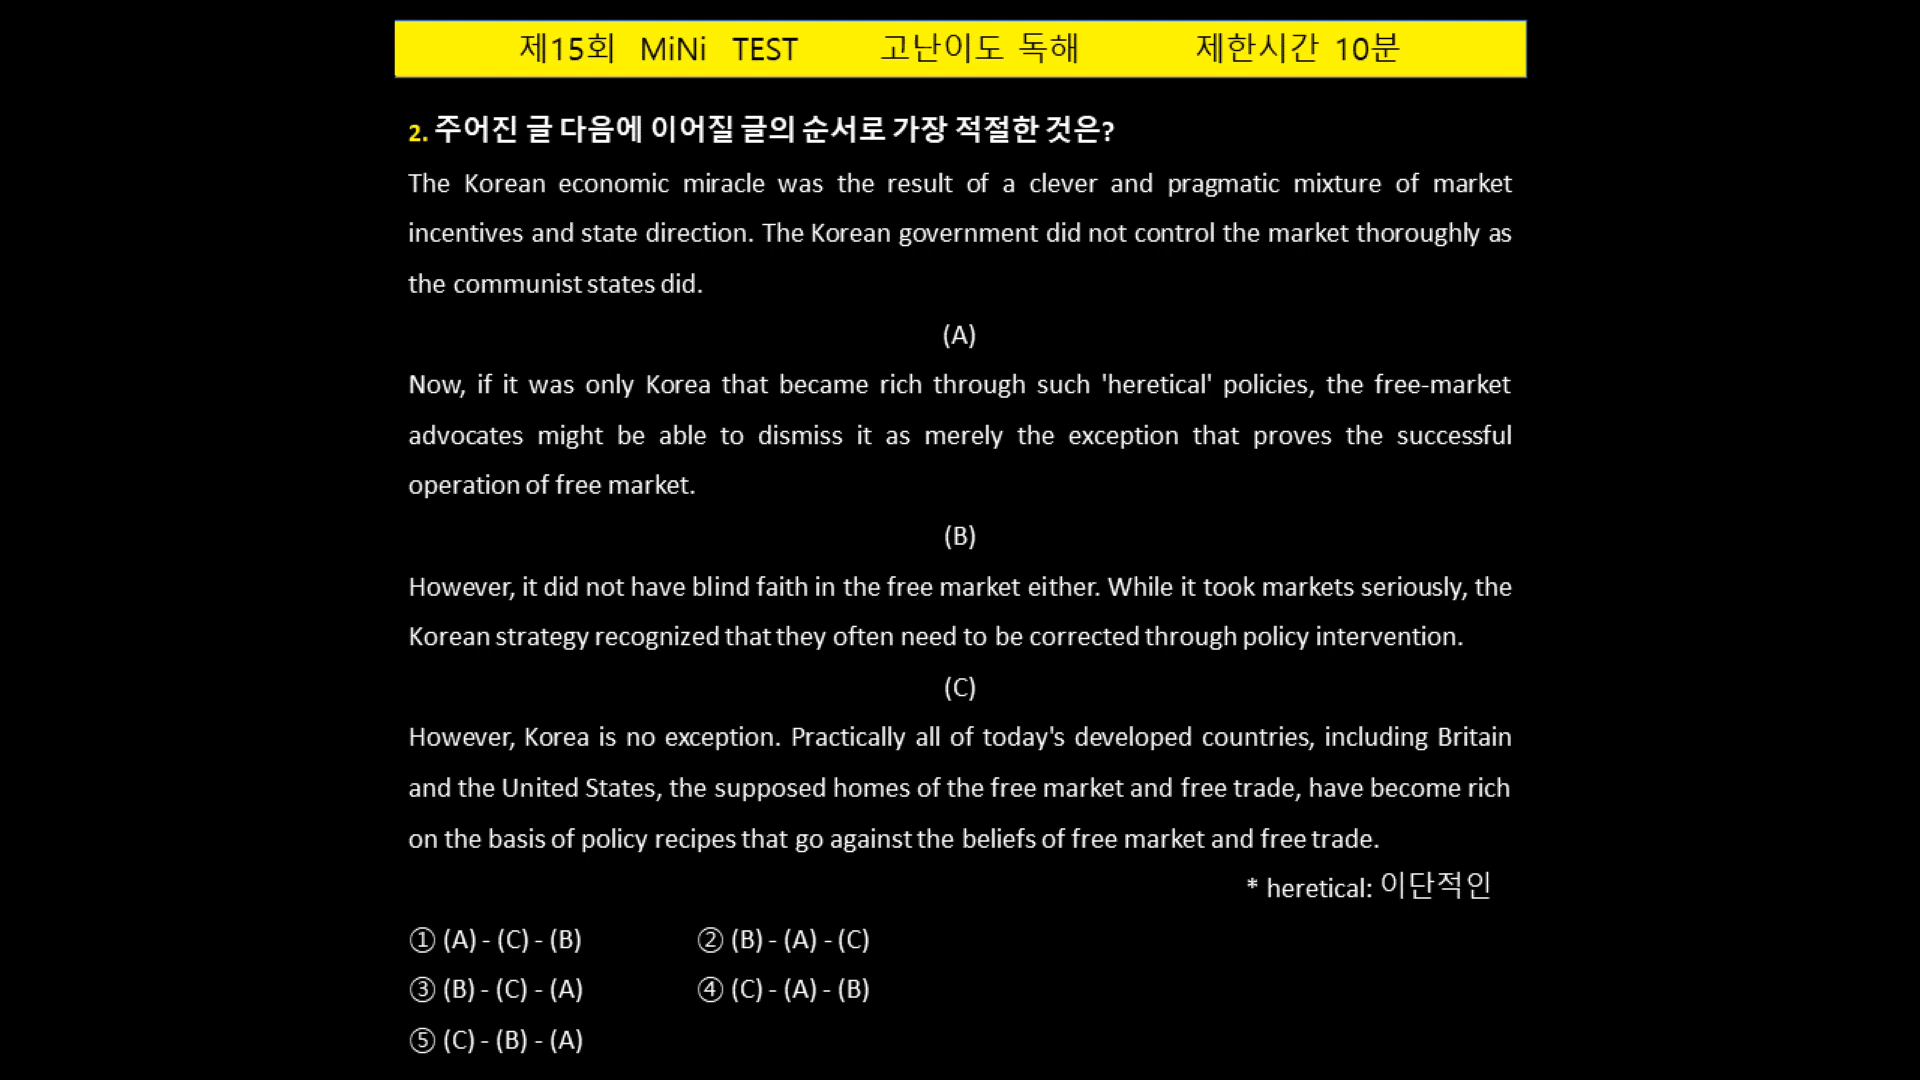 제15회 MiNi TEST 고난이도 독해 제한시간 10분
2. 주어진 글 다음에 이어질 글의 순서로 가장 적절한 것은?
The Korean economic miracle was the result of a clever and pragmatic mixture of market
incentives and state direction. The Korean government did not control the market thoroughly as
the communist states did.
(A)
Now, if it was only Korea that became rich through such 'heretical' policies, the free-market
advocates might be able to dismiss it as merely the exception that proves the successful
operation of free market.
(B)
However, it did not have blind faith in the free market either. While it took markets seriously, the
Korean strategy recognized that they often need to be corrected through policy intervention.
(C)
However, Korea is no exception. Practically all of today's developed countries, including Britain
and the United States, the supposed homes of the free market and free trade, have become rich
on the basis of policy recipes that go against the beliefs of free market and free trade.
* heretical: 이단적인
① (A) - (C) - (B) ② (B) - (A) - (C)
③ (B) - (C) - (A) ④ (C) - (A) - (B)
⑤ (C) - (B) - (A)